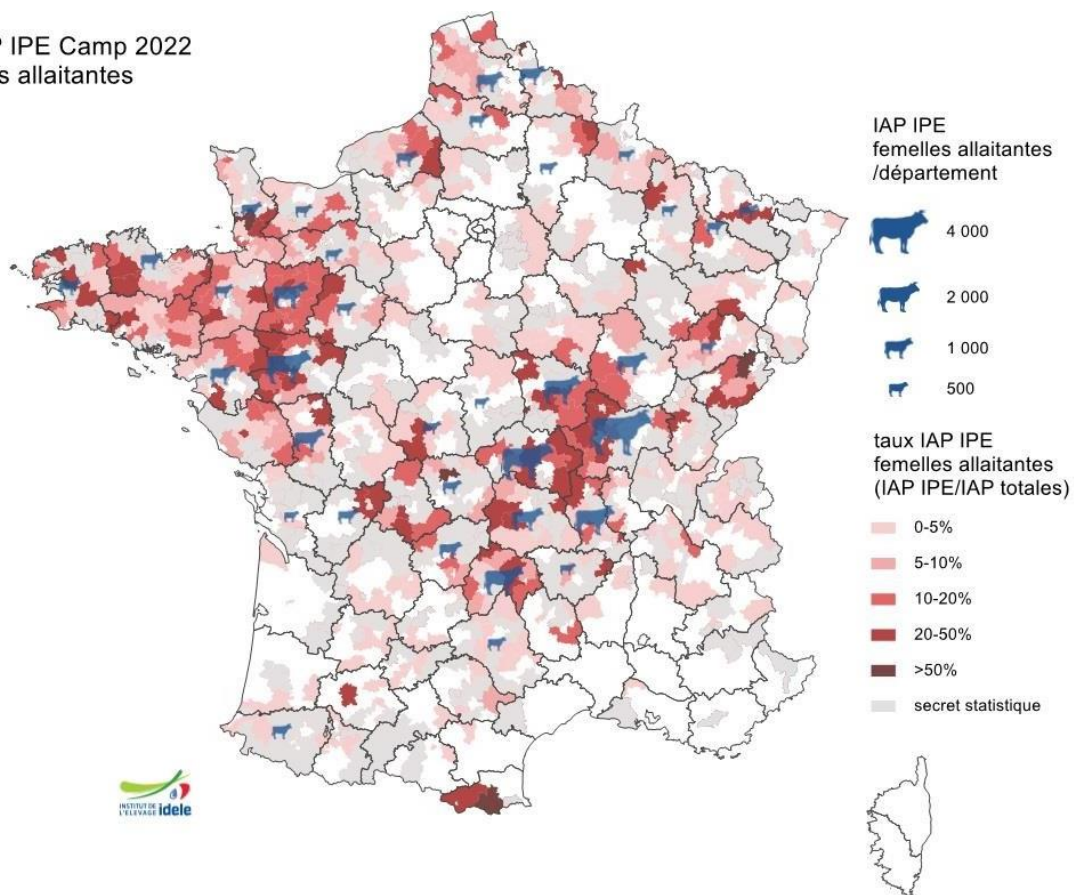 IPE Camp 2022
s allaitantes
IAP IPE
femelles allaitantes
/département
4 000
2 000
1 000
500
taux IAP IPE
femelles allaitantes
(IAP IPE/IAP totales)
0-5%
5-10%
10-20%
20-50%
>50%
secret statistique
INSTITUT DE
L'ELEVAGE idele